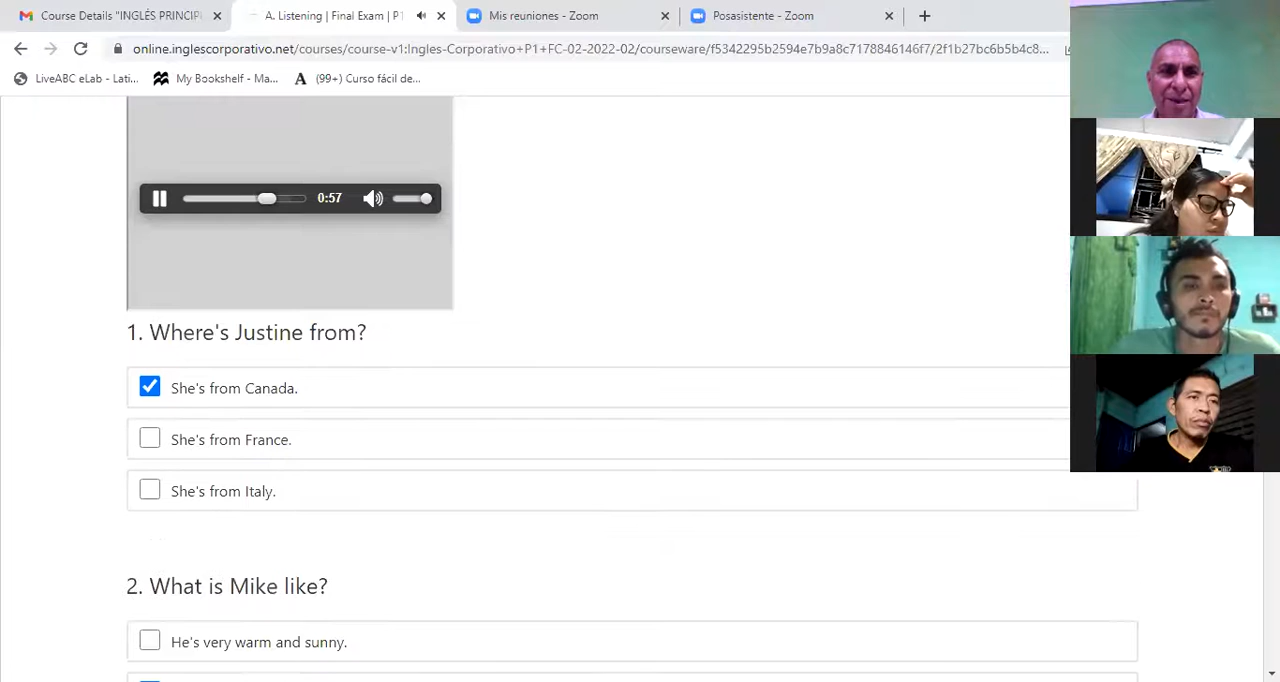 Course Details "INGLÉS PRINCIPI
A. Listening | Final Exam | P1
Mis reuniones - Zoom
Posasistente - Zoom
online.inglescorporativo.net/courses/course-v1:Ingles-Corporativo+P1+FC-02-2022-02/courseware/f5342295b2594e7b9a8c7178846146f7/2f1b27bc6b5b4c8...
LiveABC eLab - Lati...
My Bookshelf - Ma...
(99+) Curso fácil de...
0:57
1. Where's Justine from?
She's from Canada.
She's from France.
She's from Italy.
2. What is Mike like?
He's very warm and sunny.